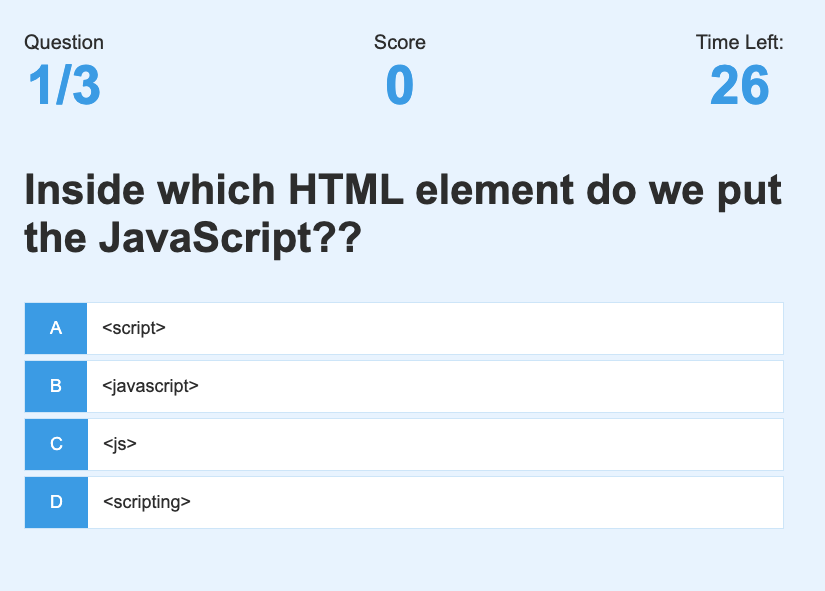 Question
1/3
Score
0
Time Left:
26
Inside which HTML element do we put
the JavaScript??
A <script>
B <javascript>
C <js>
D <scripting>